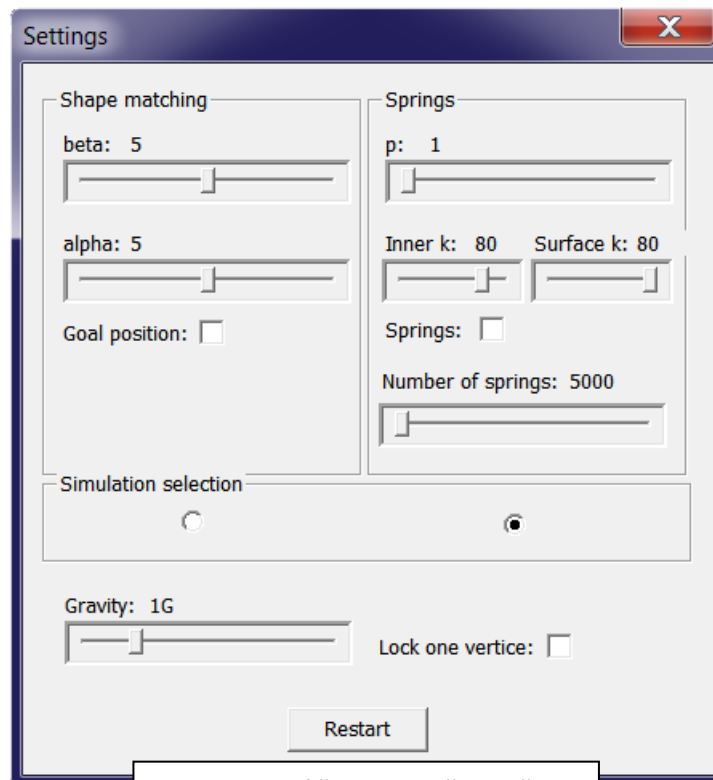 Settings
Shape matching
beta: 5
alpha: 5
Goal position:
Springs
p: 1
Inner k: 80 Surface k: 80
Springs:
Number of springs: 5000
Simulation selection
Gravity: 1G
Lock one vertice:
Restart